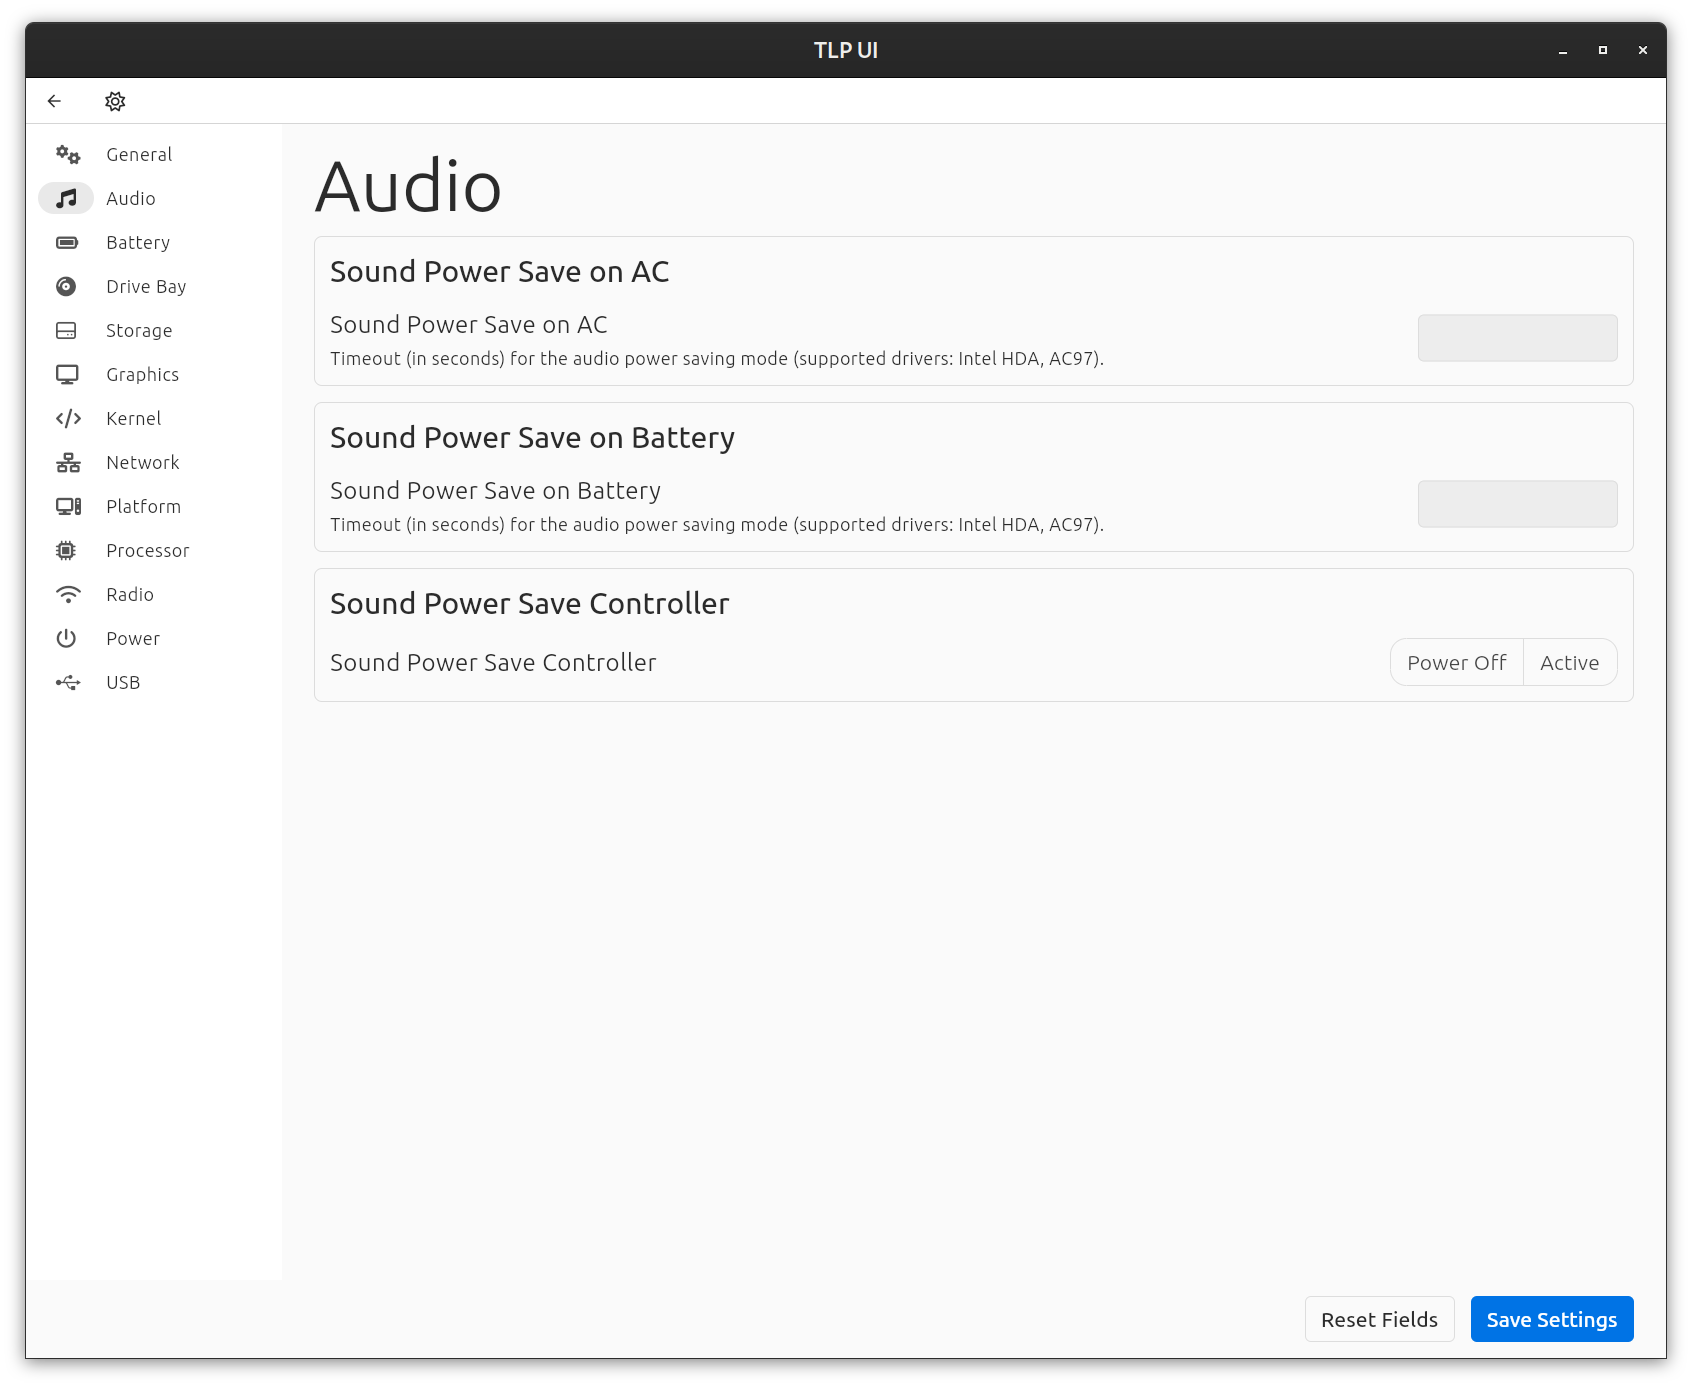 TLP UI
General
Audio
Battery
Drive Bay
Storage
Graphics
Kernel
Network
Platform
Processor
Radio
Power
USB
Audio
Sound Power Save on AC
Sound Power Save on AC
Timeout (in seconds) for the audio power saving mode (supported drivers: Intel HDA, AC97).
Sound Power Save on Battery
Sound Power Save on Battery
Timeout (in seconds) for the audio power saving mode (supported drivers: Intel HDA, AC97).
Sound Power Save Controller
Sound Power Save Controller
Power Off Active
Reset Fields Save Settings